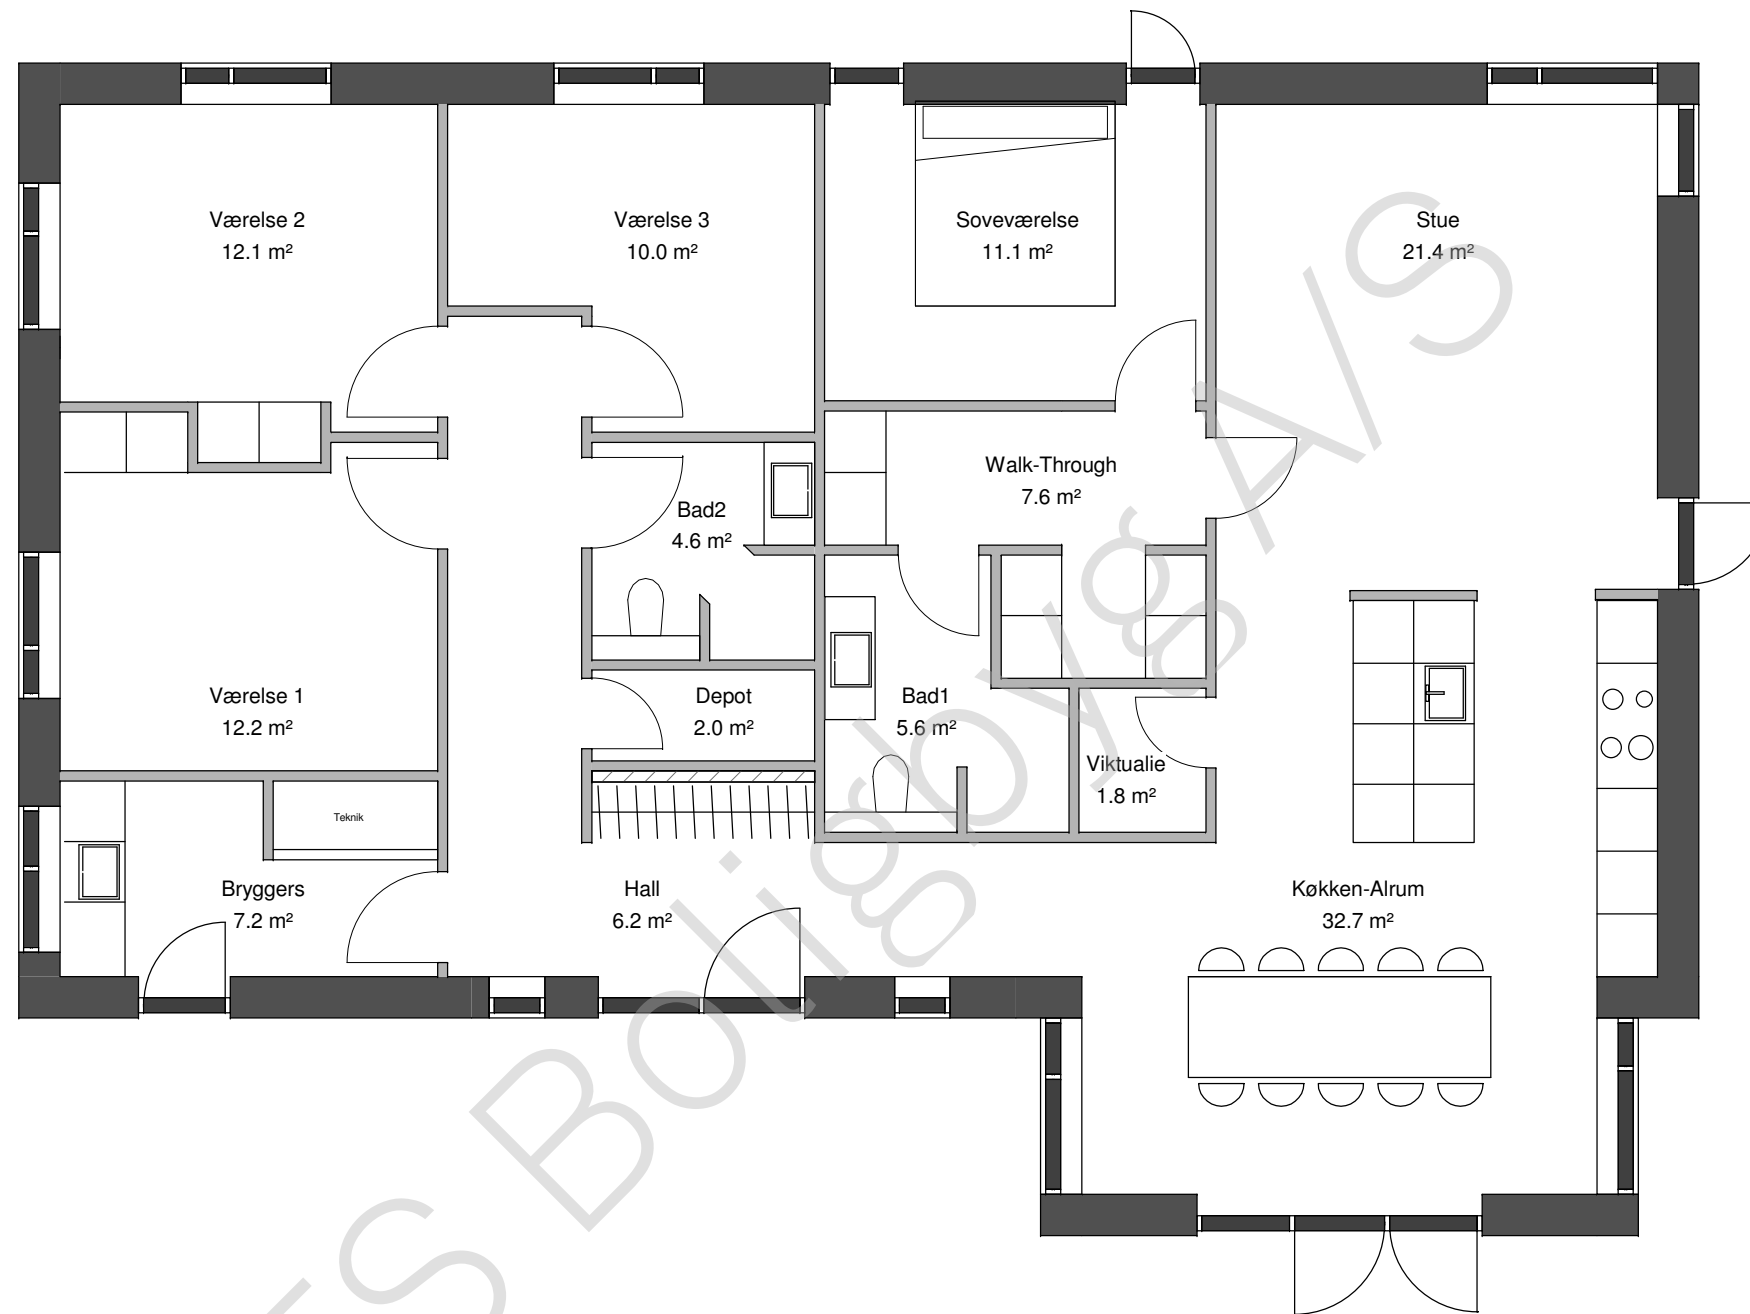 Værelse 2
12.1 m²
Værelse 3
10.0 m²
Soveværelse
11.1 m²
Stue
21.4 m²
Walk-Through
7.6 m²
Bad2
4.6 m²
Værelse 1
12.2 m²
Depot
2.0 m²
Bad1
5.6 m²
Viktualie
1.8 m²
Teknik
Bryggers
7.2 m²
Hall
6.2 m²
Køkken-Alrum
32.7 m²
Boligbyg A/S